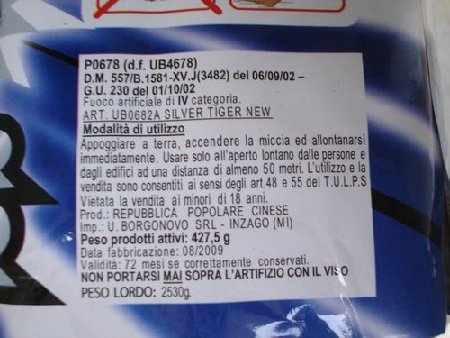 P0678 (d.f. UB4678)
D.M. 557/B.1581-XV.J(3482) del 06/09/02 –
G.U. 230 del 01/10/02
Fuoco artificiale di IV categoria.
ART. UB0682A SILVER TIGER NEW
Modalità di utilizzo
Appoggiare a terra, accendere la miccia ed allontanarsi
immediatamente. Usare solo all'aperto lontano dalle persone e
dagli edifici ad una distanza di almeno 50 metri. L'utilizzo e la
vendita sono consentiti ai sensi degli art 48 e 55 del T.U.L.P.S
Vietata la vendita ai minori di 18 anni.
Prod.: REPUBBLICA POPOLARE CINESE
Imp.: U. BORGONOVO SRL - INZAGO (MI)
Peso prodotti attivi: 427,5 g
Data fabbricazione: 06/2009
Validità: 72 mesi se correttamente conservati.
NON PORTARSI MAI SOPRA L'ARTIFIZIO CON IL VISO
PESO LORDO: 2530g.